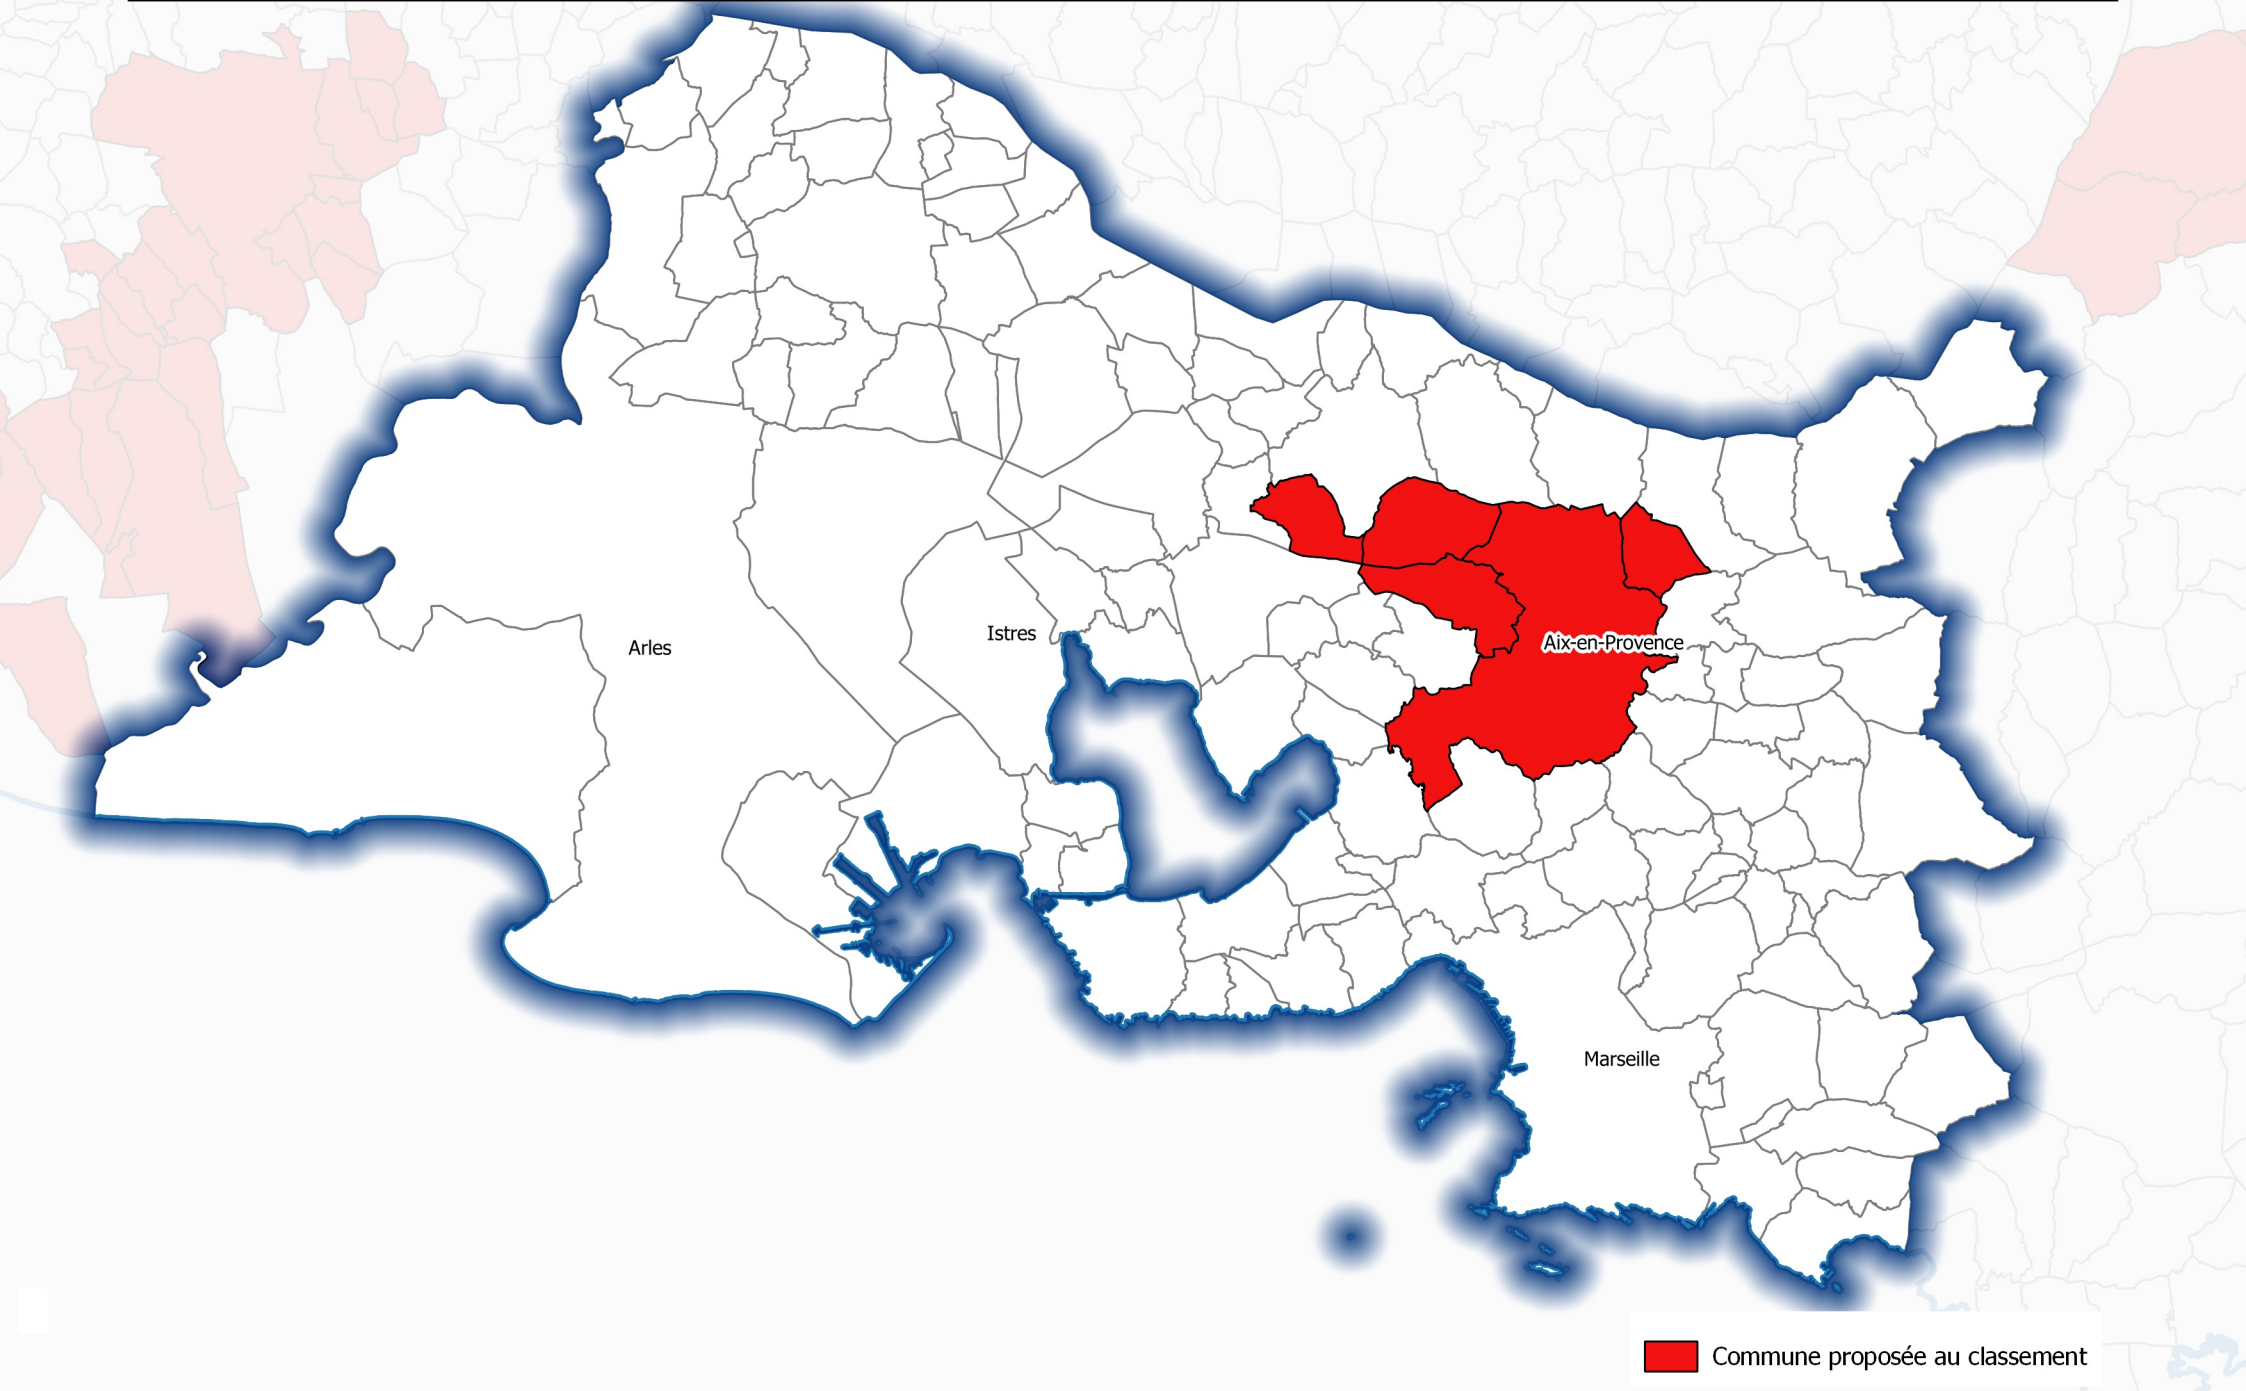 Istres
Aix-en-Provence
Arles
Marseille
Commune proposée au classement